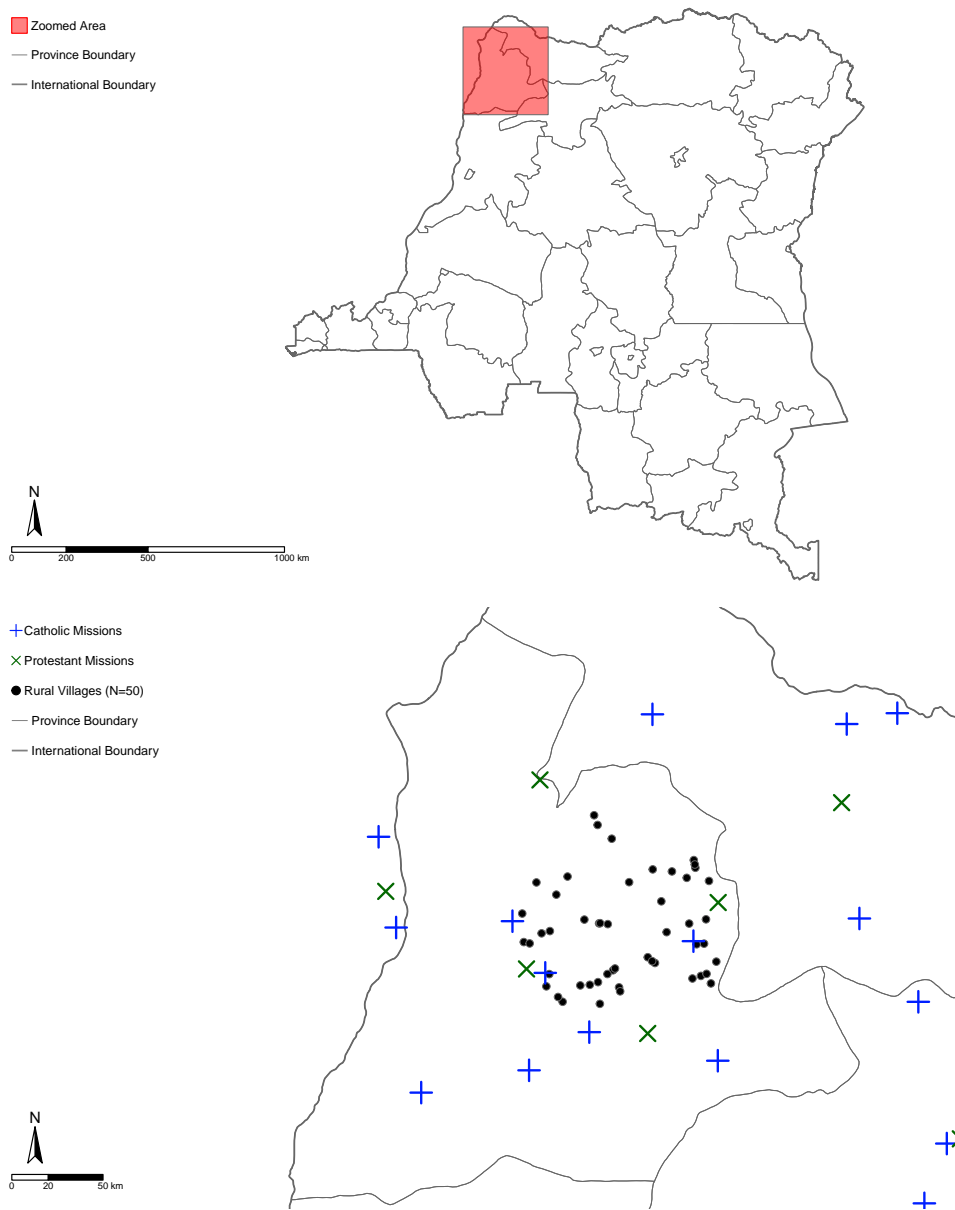 Zoomed Area
Province Boundary
International Boundary
N
0 200 500 1000 km
Catholic Missions
Protestant Missions
Rural Villages (N=50)
Province Boundary
International Boundary
N
0 20 50 km